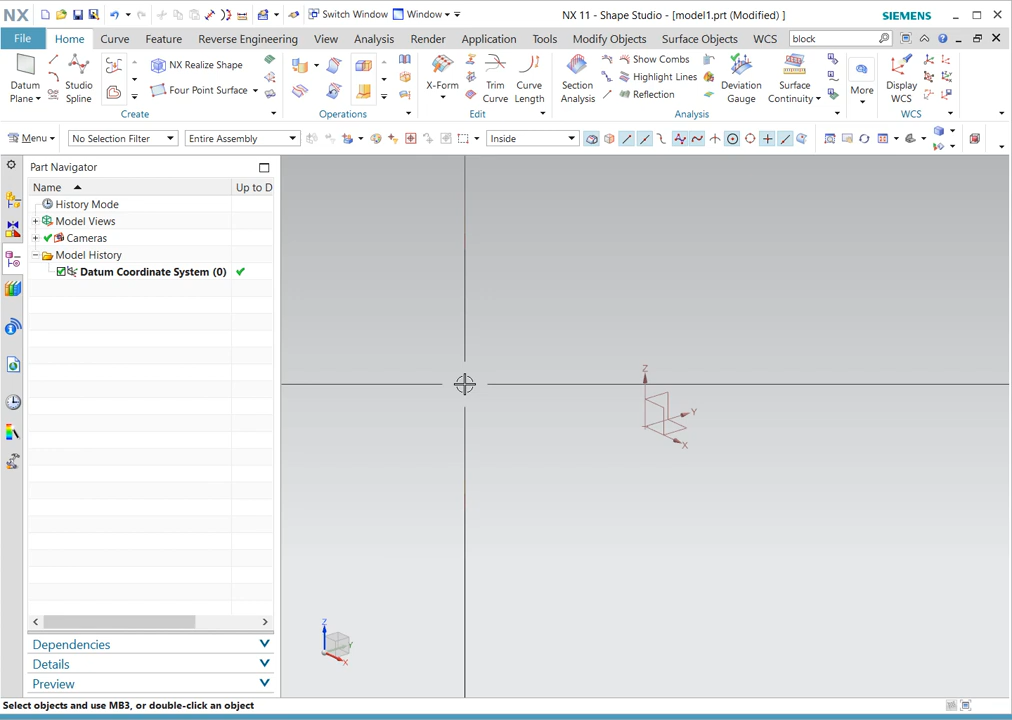 NX
Switch Window
Window
NX 11 - Shape Studio - [model1.prt (Modified) ]
SIEMENS
File
Home
Curve
Feature
Reverse Engineering
View
Analysis
Render
Application
Tools
Modify Objects
Surface Objects
WCS
block
Datum Plane
Studio Spline
NX Realize Shape
Four Point Surface
X-Form
Trim Curve
Curve Length
Section Analysis
Show Combs
Highlight Lines
Reflection
Deviation Gauge
Surface Continuity
More
Display WCS
Create
Operations
Edit
Analysis
WCS
Menu
No Selection Filter
Entire Assembly
Inside
Part Navigator
Name
Up to D
History Mode
Model Views
Cameras
Model History
Datum Coordinate System (0)
Z
Y
X
Z
Y
X
Dependencies
Details
Preview
Select objects and use MB3, or double-click an object